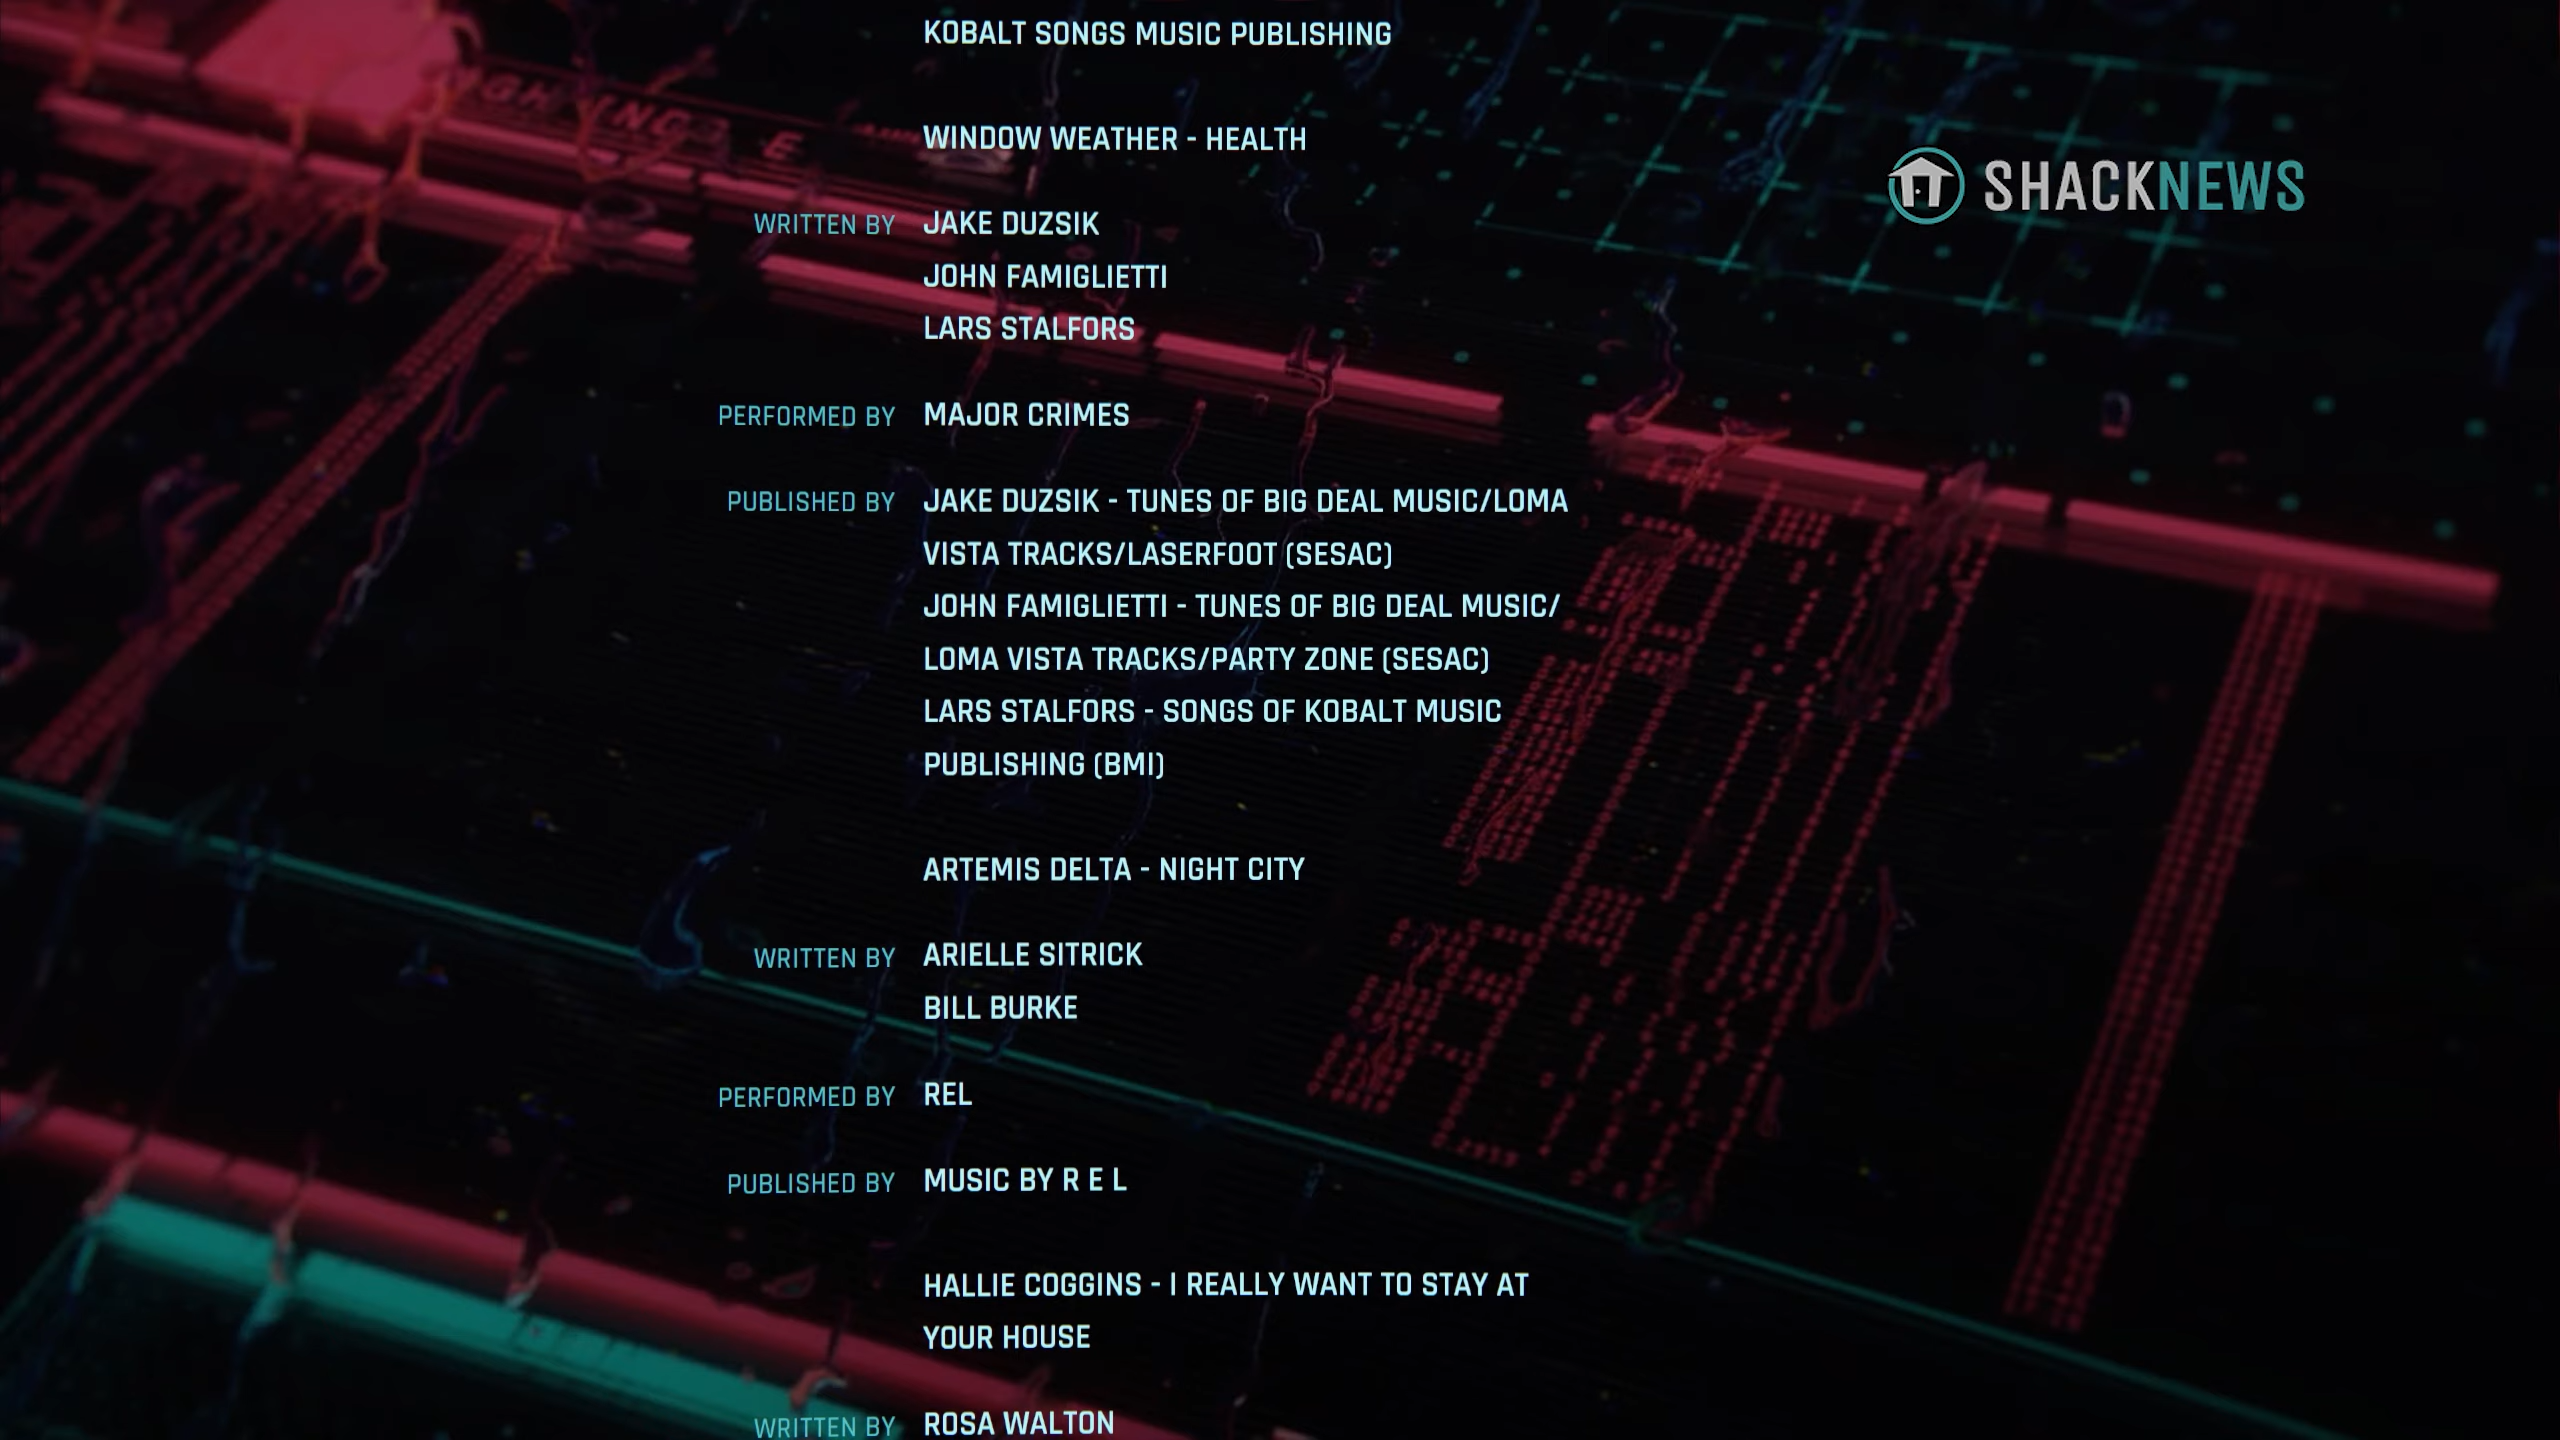 KOBALT SONGS MUSIC PUBLISHING
WINDOW WEATHER - HEALTH
SHACKNEWS
WRITTEN BY JAKE DUZSIK
JOHN FAMIGLIETTI
LARS STALFORS
PERFORMED BY MAJOR CRIMES
PUBLISHED BY JAKE DUZSIK - TUNES OF BIG DEAL MUSIC/LOMA
VISTA TRACKS/LASERFOOT (SESAC)
JOHN FAMIGLIETTI - TUNES OF BIG DEAL MUSIC/
LOMA VISTA TRACKS/PARTY ZONE (SESAC)
LARS STALFORS - SONGS OF KOBALT MUSIC
PUBLISHING (BMI)
ARTEMIS DELTA - NIGHT CITY
WRITTEN BY ARIELLE SITRICK
BILL BURKE
PERFORMED BY REL
PUBLISHED BY MUSIC BY R E L
HALLIE COGGINS - I REALLY WANT TO STAY AT
YOUR HOUSE
WRITTEN BY ROSA WALTON